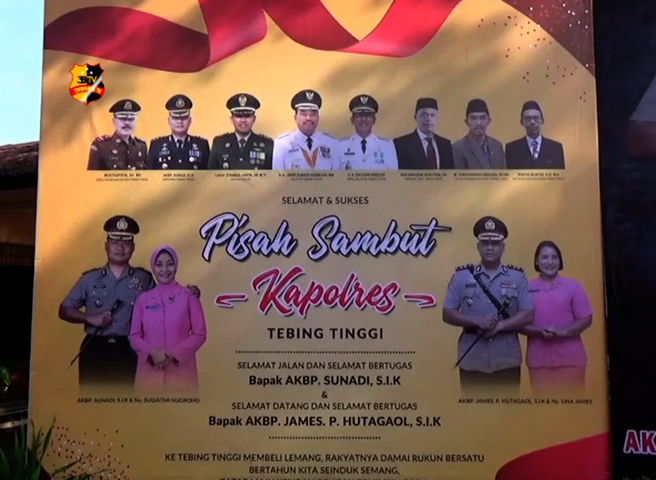 SELAMAT & SUKSES
Pisah Sambut
Kapolres
TEBING TINGGI
SELAMAT JALAN DAN SELAMAT BERTUGAS
Bapak AKBP. SUNADI, S.I.K
&
SELAMAT DATANG DAN SELAMAT BERTUGAS
Bapak AKBP. JAMES. P. HUTAGAOL, S.I.K
AKBP. SUNADI, S.I.K & Ny. SUGIATHI NUGROHO
AKBP. JAMES. P. HUTAGAOL, S.I.K & Ny. LINA JAMES
KE TEBING TINGGI MEMBELI LEMANG, RAKYATNYA DAMAI RUKUN BERSATU
BERTAHUN KITA SEINDUK SEMANG,
AK